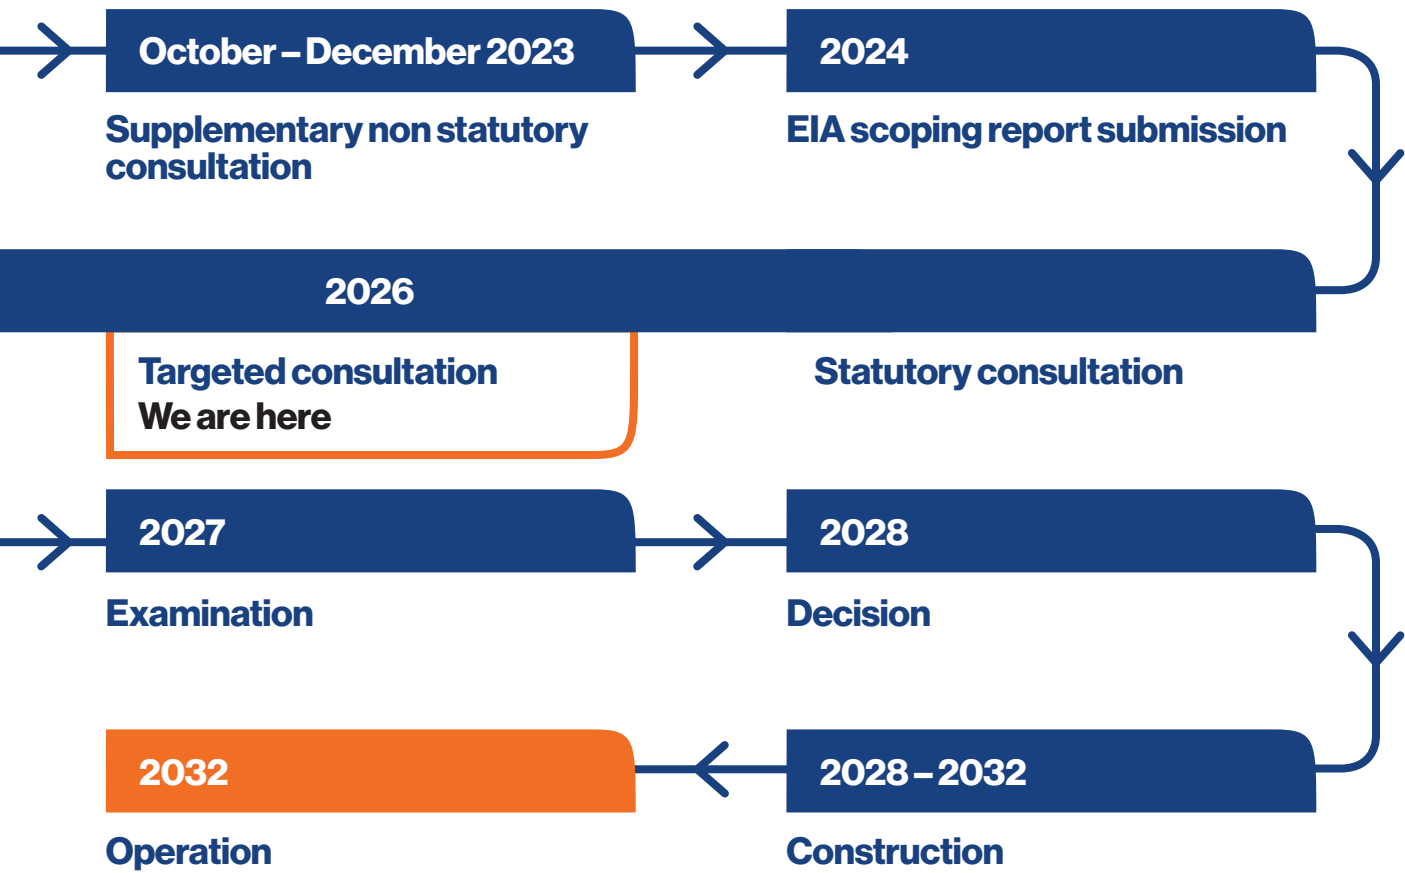 October – December 2023
Supplementary non statutory
consultation
2024
EIA scoping report submission
2026
Targeted consultation
We are here
Statutory consultation
2027
Examination
2028
Decision
2032
Operation
2028 – 2032
Construction